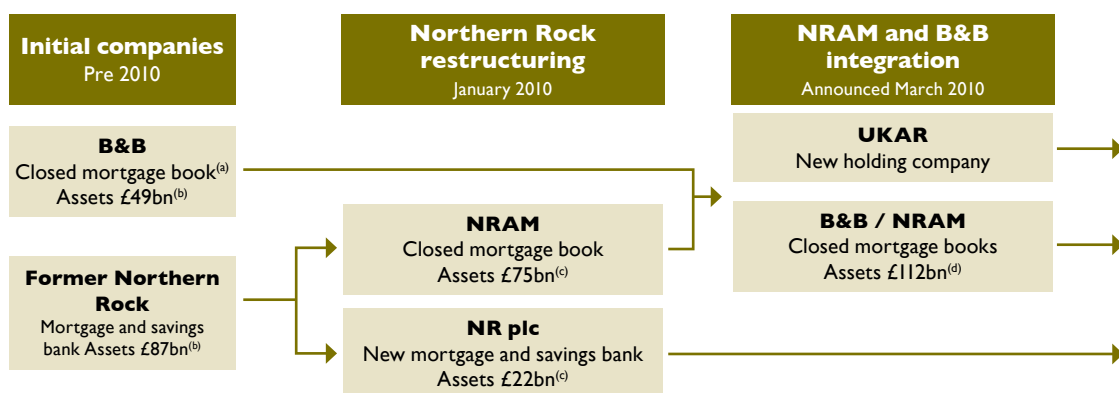 Initial companies
Pre 2010
Northern Rock
restructuring
January 2010
NRAM and B&B
integration
Announced March 2010
B&B
Closed mortgage book(a)
Assets £49bn(b)
Former Northern
Rock
Mortgage and savings
bank Assets £87bn(b)
NRAM
Closed mortgage book
Assets £75bn(c)
NR plc
New mortgage and savings bank
Assets £22bn(c)
UKAR
New holding company
B&B / NRAM
Closed mortgage books
Assets £112bn(d)